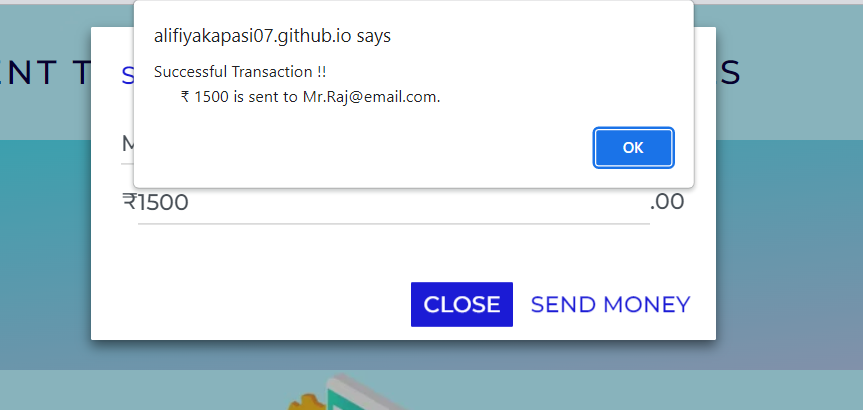 alifiyakapasi07.github.io says
Successful Transaction !!
₹ 1500 is sent to Mr.Raj@email.com.
OK
ENT T
S
S
M
₹1500 .00
CLOSE SEND MONEY